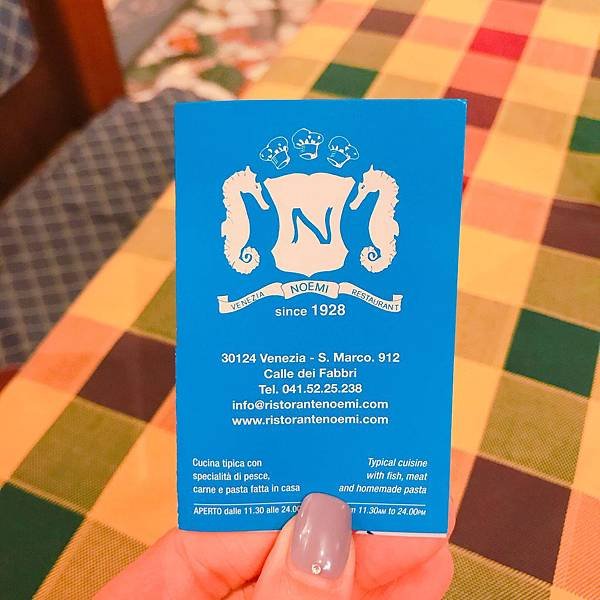 N
VENEZIA NOEMI RESTAURANT
since 1928
30124 Venezia - S. Marco. 912
Calle dei Fabbri
Tel. 041.52.25.238
info@ristorantenoemi.com
www.ristorantenoemi.com
Cucina tipica con
specialità di pesce,
carne e pasta fatta in casa
Typical cuisine
with fish, meat
and homemade pasta
APERTO dalle 11.30 alle 24.00
11.30AM to 24.00PM